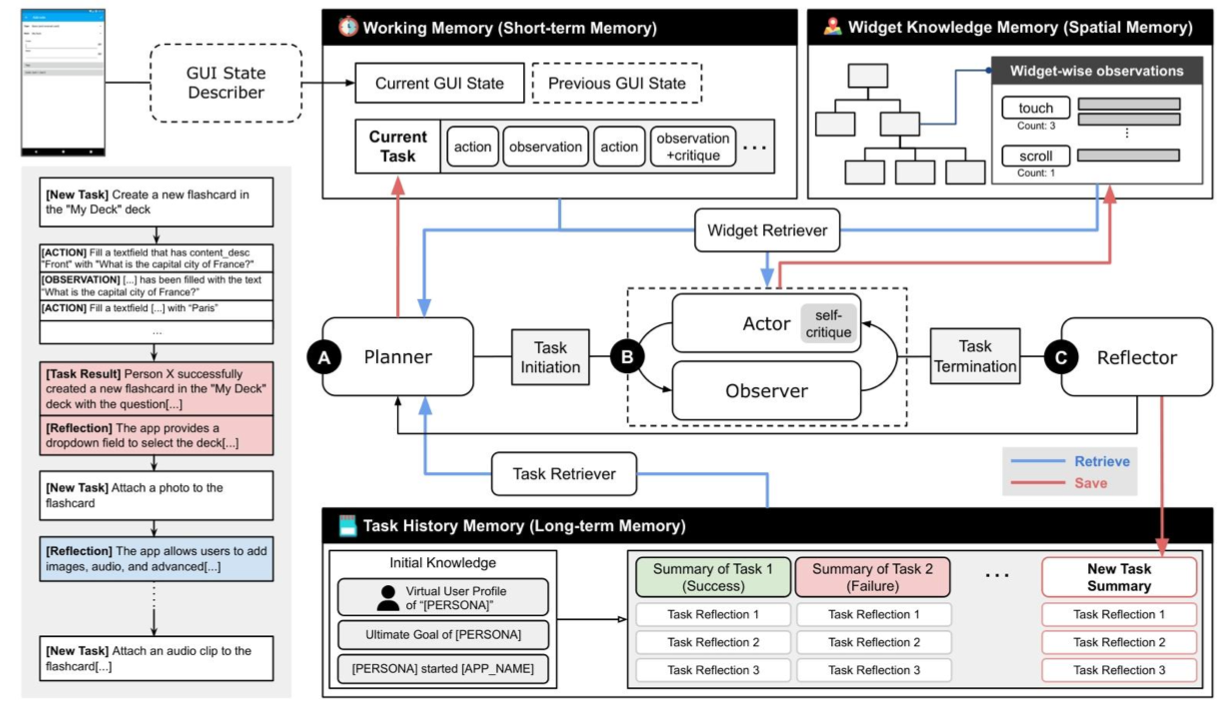 Working Memory (Short-term Memory)
Widget Knowledge Memory (Spatial Memory)
GUI State
Describer
Current GUI State
Previous GUI State
Current
Task
action
observation
action
observation
+critique
...
Widget-wise observations
touch
Count: 3
scroll
Count: 1
[New Task] Create a new flashcard in
the "My Deck" deck
[ACTION] Fill a textfield that has content_desc
"Front" with "What is the capital city of France?"
[OBSERVATION] [...] has been filled with the text
"What is the capital city of France?"
[ACTION] Fill a textfield [...] with "Paris"
...
[Task Result] Person X successfully
created a new flashcard in the "My Deck"
deck with the question[...]
[Reflection] The app provides a
dropdown field to select the deck[...]
[New Task] Attach a photo to the
flashcard
[Reflection] The app allows users to add
images, audio, and advanced[...]
[New Task] Attach an audio clip to the
flashcard[...]
Widget Retriever
A
Planner
Task
Initiation
B
Actor
self-
critique
Observer
Task
Termination
C
Reflector
Task Retriever
Retrieve
Save
Task History Memory (Long-term Memory)
Initial Knowledge
Virtual User Profile
of "[PERSONA]"
Ultimate Goal of [PERSONA]
[PERSONA] started [APP_NAME]
Summary of Task 1
(Success)
Task Reflection 1
Task Reflection 2
Task Reflection 3
Summary of Task 2
(Failure)
Task Reflection 1
Task Reflection 2
Task Reflection 3
...
New Task
Summary
Task Reflection 1
Task Reflection 2
Task Reflection 3